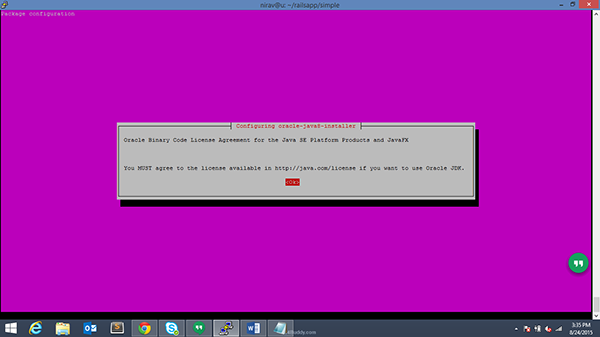 nirav@u: ~/railsapp/simple
Package configuration
Configuring oracle-java8-installer
Oracle Binary Code License Agreement for the Java SE Platform Products and JavaFX
You MUST agree to the license available in http://java.com/license if you want to use Oracle JDK.
<Ok>
3:35 PM
8/24/2015